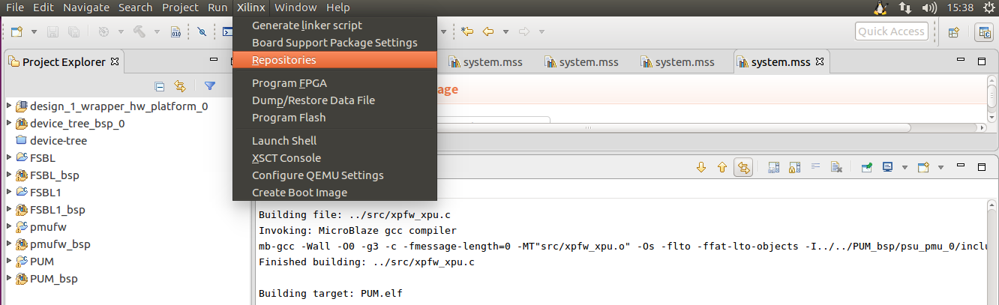 File Edit Navigate Search Project Run Xilinx Window Help 15:38
Quick Access
Project Explorer
system.mss system.mss system.mss system.mss
design_1_wrapper_hw_platform_0
device_tree_bsp_0
device-tree
FSBL
FSBL_bsp
FSBL1
FSBL1_bsp
pmufw
pmufw_bsp
PUM
PUM_bsp
Generate linker script
Board Support Package Settings
Repositories
Program FPGA
Dump/Restore Data File
Program Flash
Launch Shell
XSCT Console
Configure QEMU Settings
Create Boot Image
age
Building file: ../src/xpfw_xpu.c
Invoking: MicroBlaze gcc compiler
mb-gcc -Wall -O0 -g3 -c -fmessage-length=0 -MT"src/xpfw_xpu.o" -Os -flto -ffat-lto-objects -I../../PUM_bsp/psu_pmu_0/inclu
Finished building: ../src/xpfw_xpu.c
Building target: PUM.elf